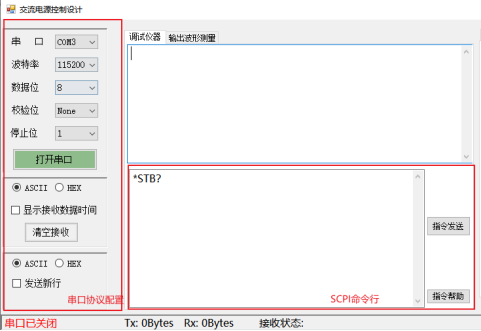 交流电源控制设计
串 口 COM3
波特率 115200
数据位 8
校验位 None
停止位 1
打开串口
ASCII HEX
显示接收数据时间
清空接收
ASCII HEX
发送新行
串口协议配置
调试仪器 输出波形测量
*STB?
指令发送
指令帮助
SCPI命令行
串口已关闭 Tx: 0Bytes Rx: 0Bytes 接收状态: